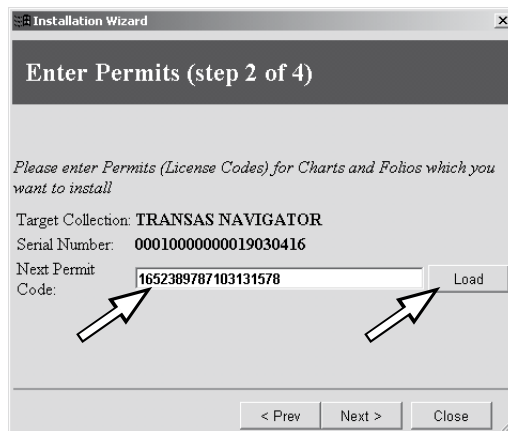 Installation Wizard
Enter Permits (step 2 of 4)
Please enter Permits (License Codes) for Charts and Folios which you
want to install
Target Collection: TRANSAS NAVIGATOR
Serial Number: 00010000000019030416
Next Permit
Code:
1652389787103131578
Load
< Prev Next > Close